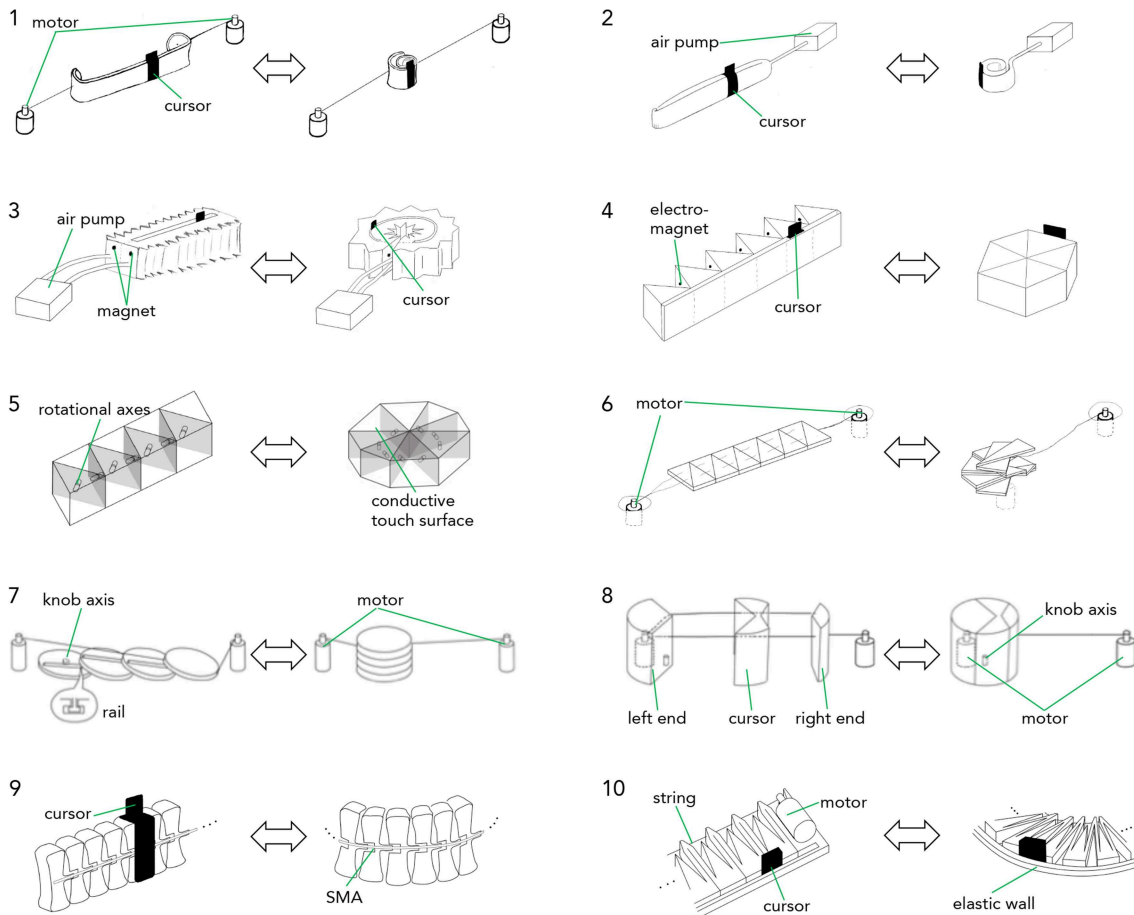 1
motor
cursor
2
air pump
cursor
3
air pump
magnet
cursor
4
electro-
magnet
cursor
5
rotational axes
conductive
touch surface
6
motor
7
knob axis
rail
motor
8
left end
cursor
right end
knob axis
motor
9
cursor
SMA
10
string
motor
cursor
elastic wall